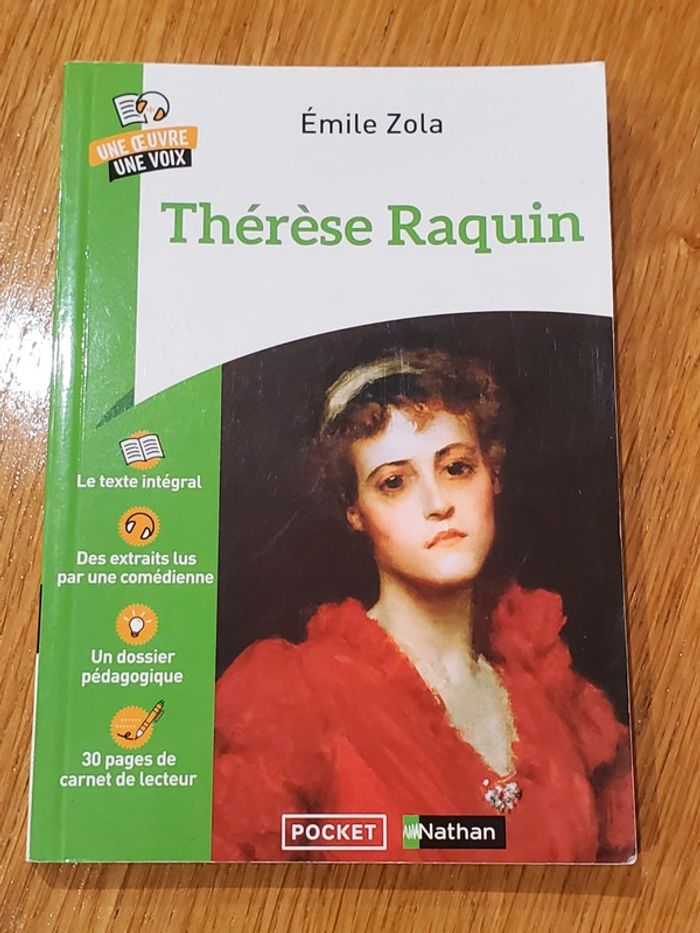 UNE ŒUVRE
UNE VOIX
Émile Zola
Thérèse Raquin
Le texte intégral
Des extraits lus
par une comédienne
Un dossier
pédagogique
30 pages de
carnet de lecteur
POCKET
Nathan